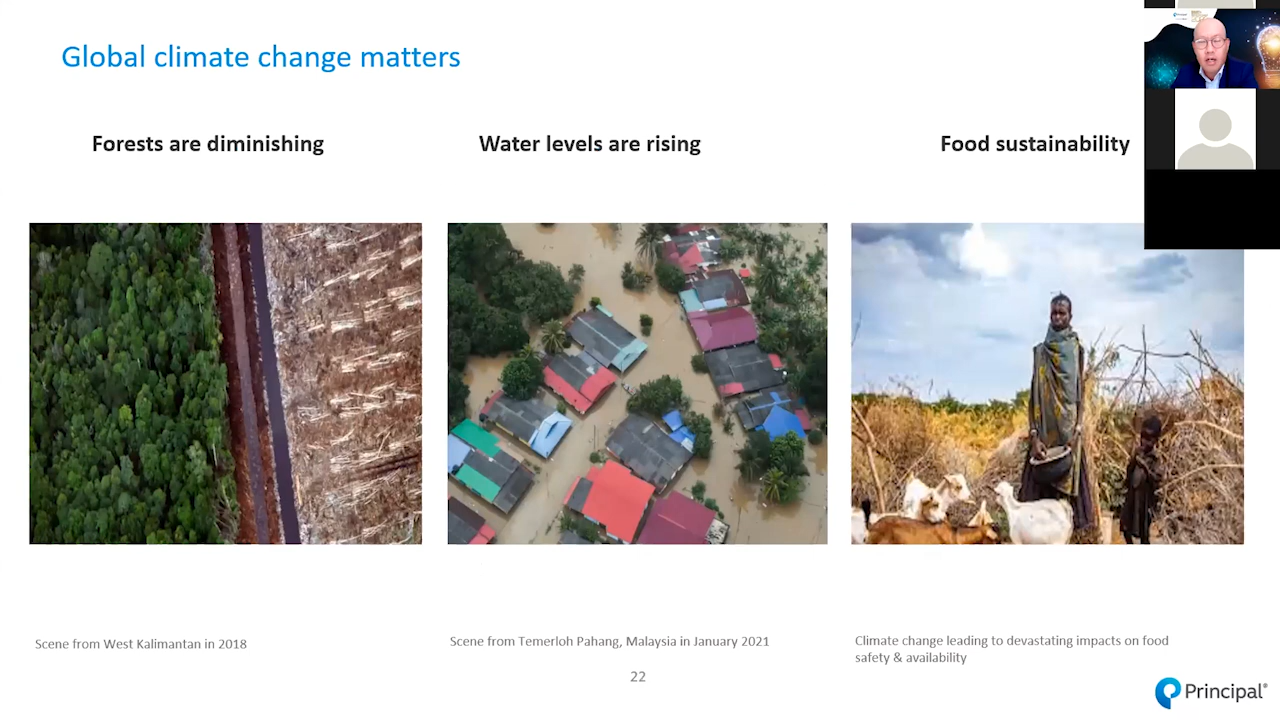 Global climate change matters
Forests are diminishing
Water levels are rising
Food sustainability
Scene from West Kalimantan in 2018
Scene from Temerloh Pahang, Malaysia in January 2021
Climate change leading to devastating impacts on food
safety & availability
22
Principal®